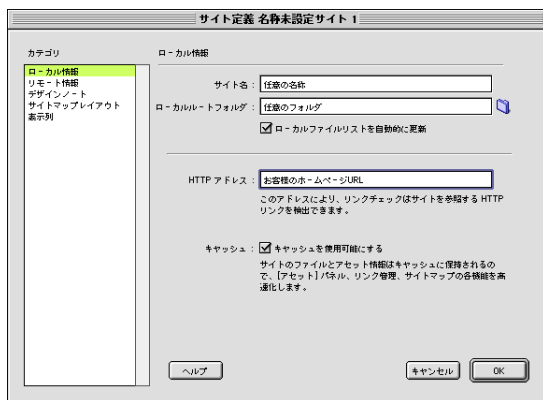 サイト定義 名称未設定サイト 1
カテゴリ
ローカル情報
リモート情報
デザインノート
サイトマップレイアウト
表示列
ローカル情報
サイト名：任意の名称
ローカルルートフォルダ：任意のフォルダ
ローカルファイルリストを自動的に更新
HTTP アドレス：お客様のホームページURL
このアドレスにより、リンクチェックはサイトを参照する HTTP
リンクを検出できます。
キャッシュ：キャッシュを使用可能にする
サイトのファイルとアセット情報はキャッシュに保持されるの
で、[アセット] パネル、リンク管理、サイトマップの各機能を高
速化します。
ヘルプ
キャンセル
OK